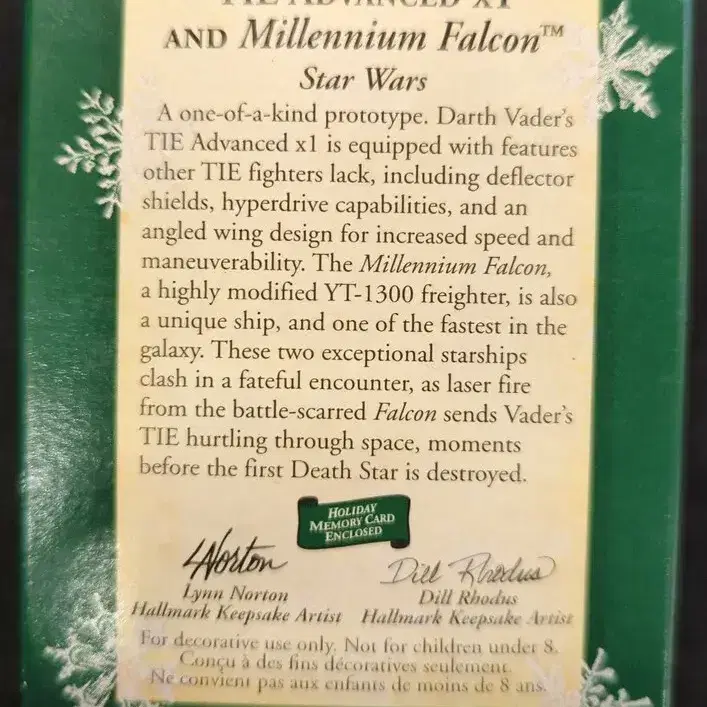 TIE ADVANCED X1
AND Millennium Falcon™
Star Wars
A one-of-a-kind prototype. Darth Vader's
TIE Advanced x1 is equipped with features
other TIE fighters lack, including deflector
shields, hyperdrive capabilities, and an
angled wing design for increased speed and
maneuverability. The Millennium Falcon,
a highly modified YT-1300 freighter, is also
a unique ship, and one of the fastest in the
galaxy. These two exceptional starships
clash in a fateful encounter, as laser fire
from the battle-scarred Falcon sends Vader's
TIE hurtling through space, moments
before the first Death Star is destroyed.
HOLIDAY
MEMORY CARD
ENCLOSED
LNorton Dill Rhodus
Lynn Norton Dill Rhodus
Hallmark Keepsake Artist Hallmark Keepsake Artist
For decorative use only. Not for children under 8.
Conçu à des fins décoratives seulement.
Ne convient pas aux enfants de moins de 8 ans.